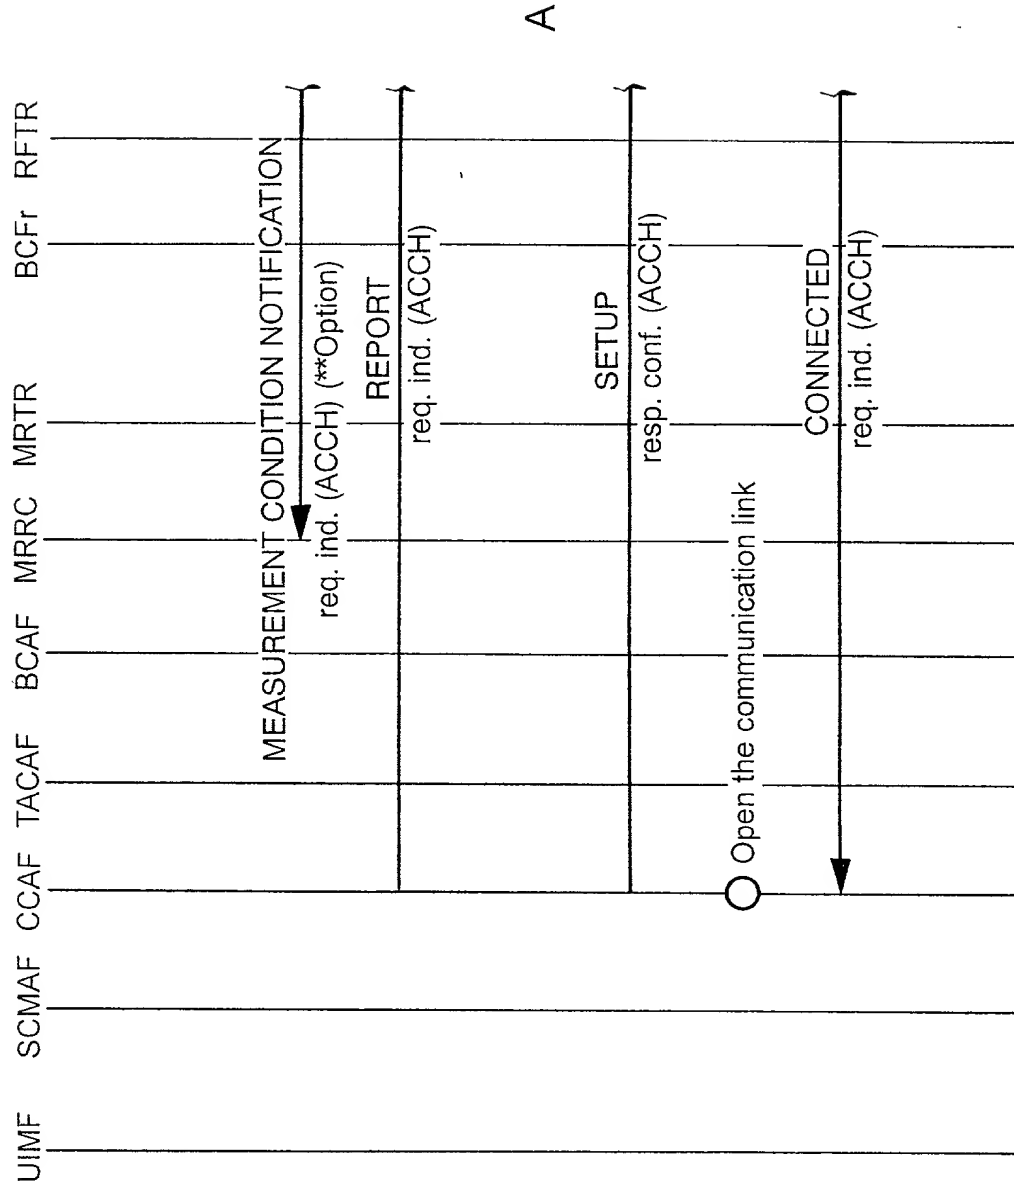 UIMF SCMAF CCAF TACAF BCAF MRRC MRTR BCFr RFTR
MEASUREMENT CONDITION NOTIFICATION
req. ind. (ACCH) (**Option)
REPORT
req. ind. (ACCH)
A
SETUP
resp. conf. (ACCH)
Open the communication link
CONNECTED
req. ind. (ACCH)